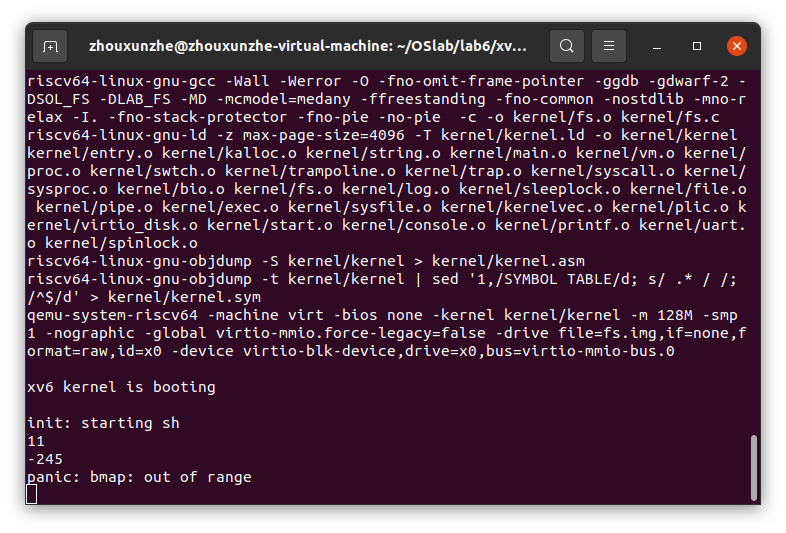 zhouxunzhe@zhouxunzhe-virtual-machine: ~/OSlab/lab6/xv...
riscv64-linux-gnu-gcc -Wall -Werror -O -fno-omit-frame-pointer -ggdb -gdwarf-2 -
DSOL_FS -DLAB_FS -MD -mcmodel=medany -ffreestanding -fno-common -nostdlib -mno-r
elax -I. -fno-stack-protector -fno-pie -no-pie  -c -o kernel/fs.o kernel/fs.c
riscv64-linux-gnu-ld -z max-page-size=4096 -T kernel/kernel.ld -o kernel/kernel
kernel/entry.o kernel/kalloc.o kernel/string.o kernel/main.o kernel/vm.o kernel/
proc.o kernel/swtch.o kernel/trampoline.o kernel/trap.o kernel/syscall.o kernel/
sysproc.o kernel/bio.o kernel/fs.o kernel/log.o kernel/sleeplock.o kernel/file.o
 kernel/pipe.o kernel/exec.o kernel/sysfile.o kernel/kernelvec.o kernel/plic.o k
ernel/virtio_disk.o kernel/start.o kernel/console.o kernel/printf.o kernel/uart.
o kernel/spinlock.o
riscv64-linux-gnu-objdump -S kernel/kernel > kernel/kernel.asm
riscv64-linux-gnu-objdump -t kernel/kernel | sed '1,/SYMBOL TABLE/d; s/ .* / /;
/^$/d' > kernel/kernel.sym
qemu-system-riscv64 -machine virt -bios none -kernel kernel/kernel -m 128M -smp
1 -nographic -global virtio-mmio.force-legacy=false -drive file=fs.img,if=none,f
ormat=raw,id=x0 -device virtio-blk-device,drive=x0,bus=virtio-mmio-bus.0

xv6 kernel is booting

init: starting sh
11
-245
panic: bmap: out of range